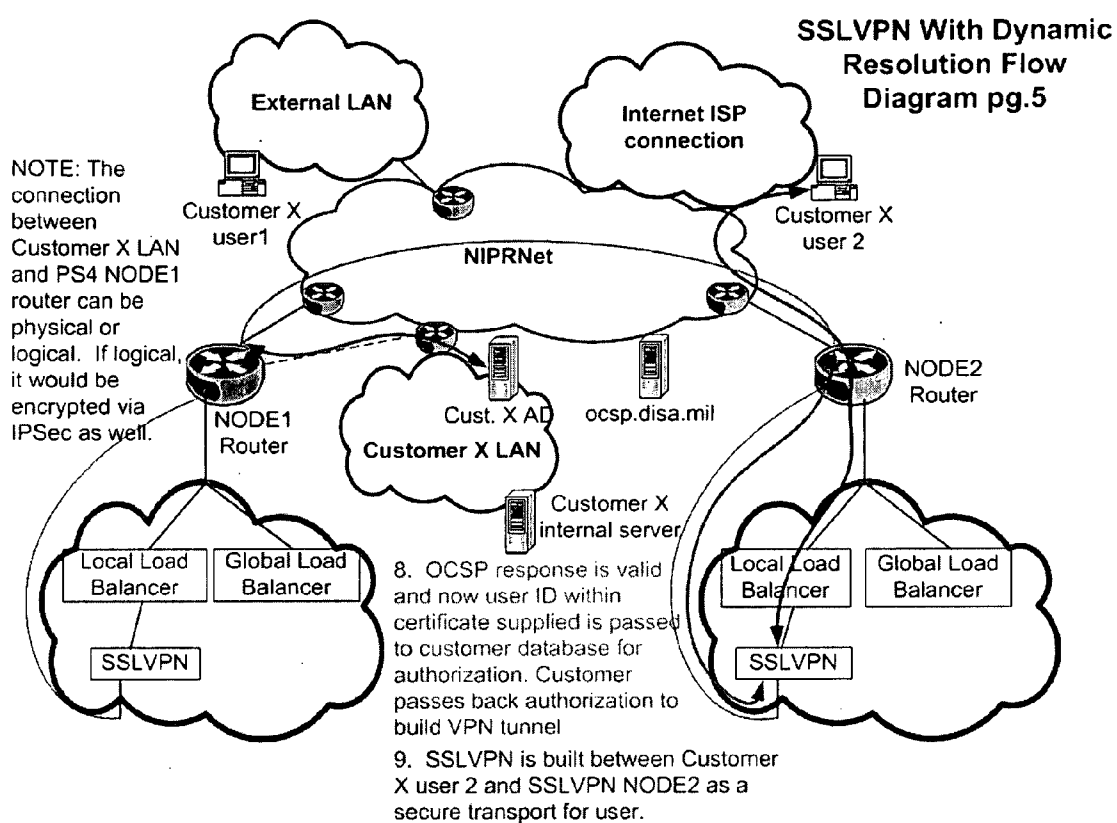 SSLVPN With Dynamic
Resolution Flow
Diagram pg.5
External LAN
Internet ISP
connection
NOTE: The
connection
between
Customer X LAN
and PS4 NODE1
router can be
physical or
logical.  If logical,
it would be
encrypted via
IPSec as well.
Customer X
user1
Customer X
user 2
NIPRNet
NODE1
Router
Cust. X AD
ocsp.disa.mil
NODE2
Router
Customer X LAN
Customer X
internal server
Local Load
Balancer
Global Load
Balancer
SSLVPN
Local Load
Balancer
Global Load
Balancer
SSLVPN
8.  OCSP response is valid
and now user ID within
certificate supplied is passed
to customer database for
authorization. Customer
passes back authorization to
build VPN tunnel
9.  SSLVPN is built between Customer
X user 2 and SSLVPN NODE2 as a
secure transport for user.